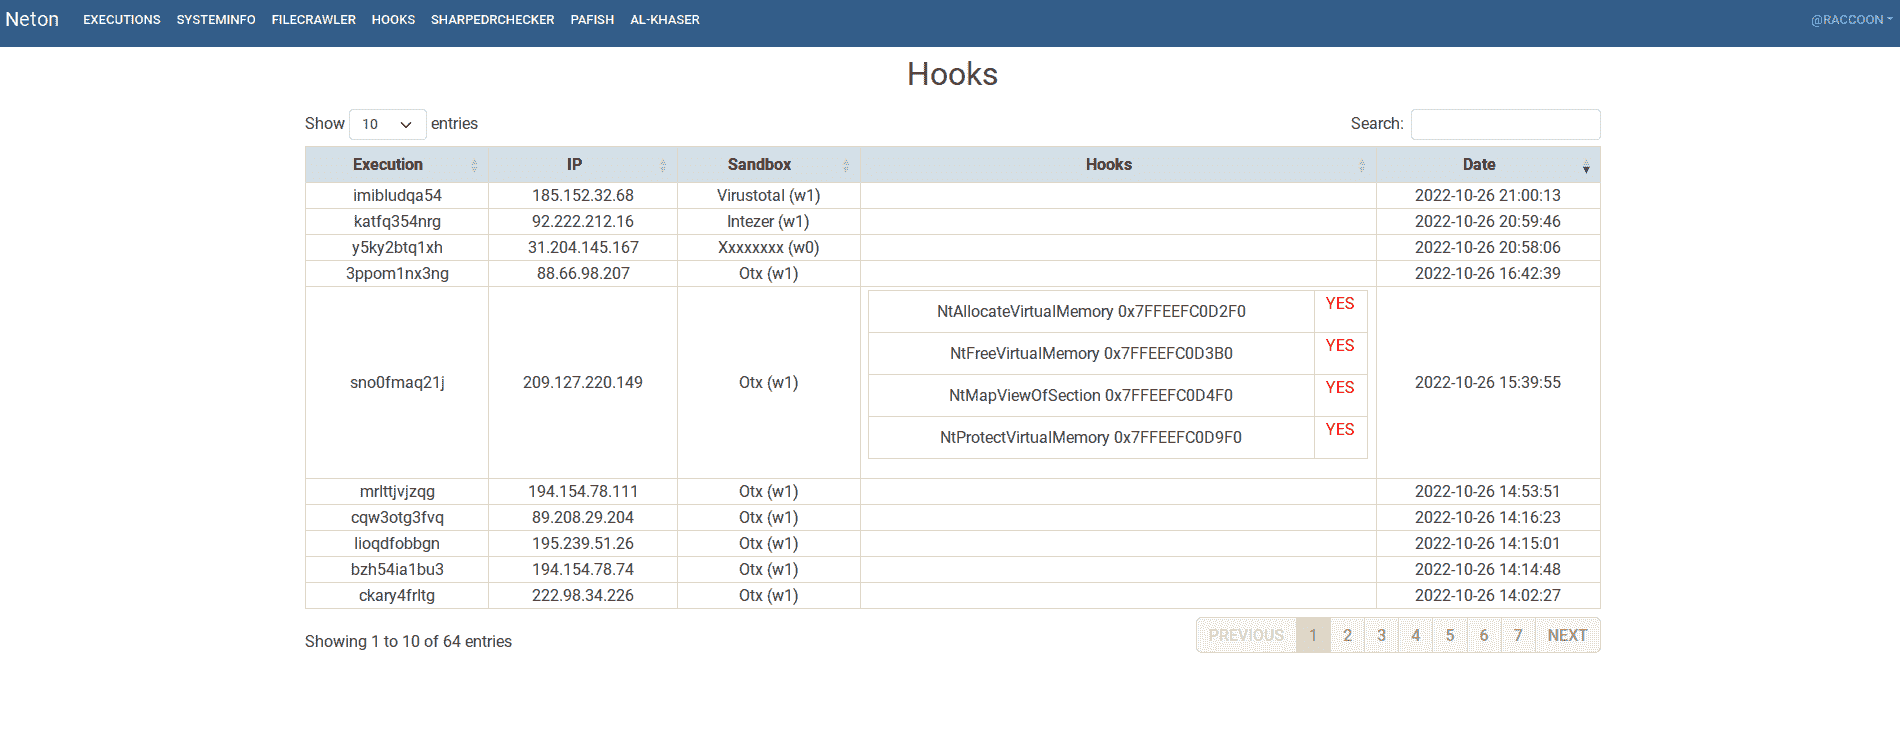 Neton EXECUTIONS SYSTEMINFO FILECRAWLER HOOKS SHARPEDRCHECKER PAFISH AL-KHASER @RACCOON
Hooks
Show 10 entries Search:
Execution IP Sandbox Hooks Date
imibludqa54 185.152.32.68 Virustotal (w1) 2022-10-26 21:00:13
katfq354nrg 92.222.212.16 Intezer (w1) 2022-10-26 20:59:46
y5ky2btq1xh 31.204.145.167 Xxxxxxxx (w0) 2022-10-26 20:58:06
3ppom1nx3ng 88.66.98.207 Otx (w1) 2022-10-26 16:42:39
NtAllocateVirtualMemory 0x7FFEEFC0D2F0 YES
NtFreeVirtualMemory 0x7FFEEFC0D3B0 YES
sno0fmaq21j 209.127.220.149 Otx (w1) 2022-10-26 15:39:55
NtMapViewOfSection 0x7FFEEFC0D4F0 YES
NtProtectVirtualMemory 0x7FFEEFC0D9F0 YES
mrlttjvjzqg 194.154.78.111 Otx (w1) 2022-10-26 14:53:51
cqw3otg3fvq 89.208.29.204 Otx (w1) 2022-10-26 14:16:23
lioqdfobbgn 195.239.51.26 Otx (w1) 2022-10-26 14:15:01
bzh54ia1bu3 194.154.78.74 Otx (w1) 2022-10-26 14:14:48
ckary4frltg 222.98.34.226 Otx (w1) 2022-10-26 14:02:27
Showing 1 to 10 of 64 entries PREVIOUS 1 2 3 4 5 6 7 NEXT